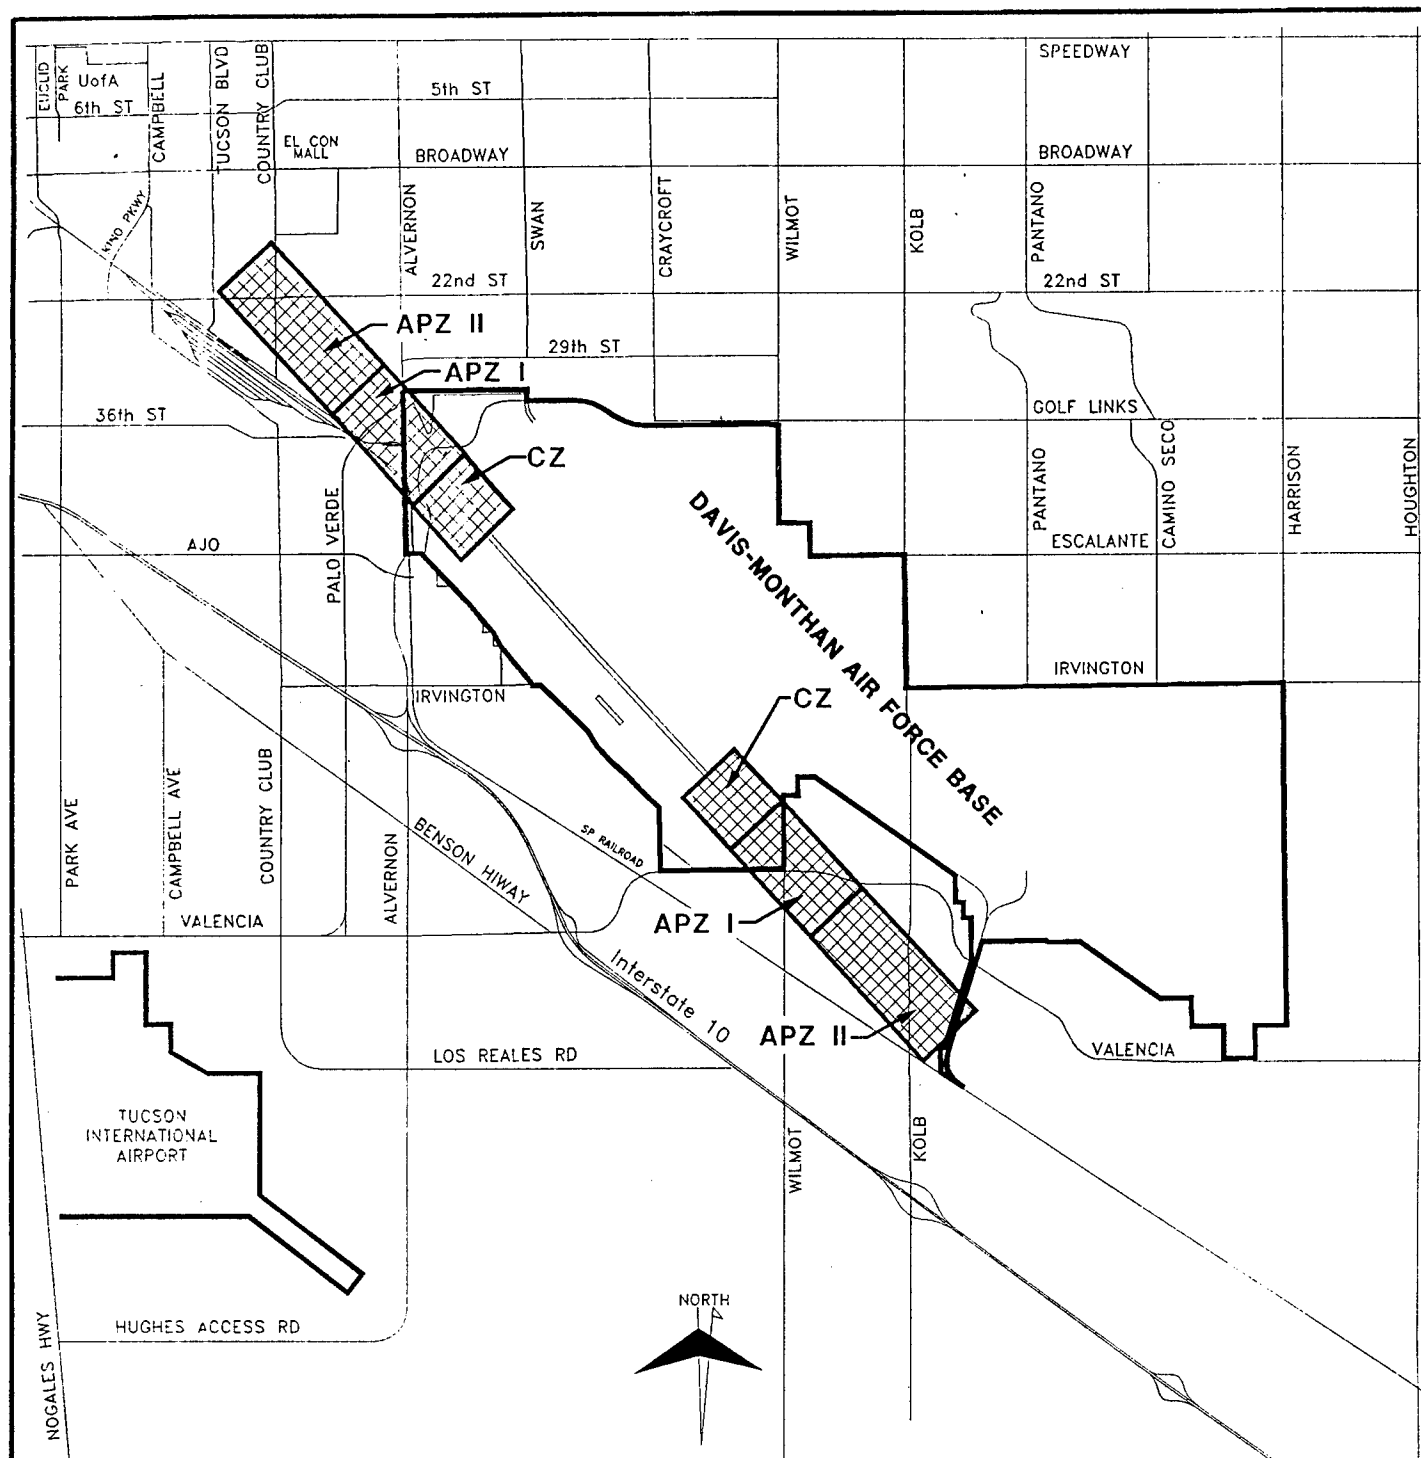 SPEEDWAY
EUCLID
PARK
UofA
6th ST
CAMPBELL
TUCSON BLVD
COUNTRY CLUB
5th ST
EL CON
MALL
BROADWAY
BROADWAY
KINO PKWY
ALVERNON
SWAN
CRAYCROFT
WILMOT
KOLB
PANTANO
22nd ST
22nd ST
APZ II
29th ST
APZ I
36th ST
GOLF LINKS
CZ
PALO VERDE
AJO
DAVIS-MONTHAN AIR FORCE BASE
PANTANO
ESCALANTE
CAMINO SECO
HARRISON
HOUGHTON
IRVINGTON
IRVINGTON
CZ
PARK AVE
CAMPBELL AVE
COUNTRY CLUB
ALVERNON
BENSON HIWAY
SP RAILROAD
VALENCIA
APZ I
Interstate 10
APZ II
LOS REALES RD
VALENCIA
TUCSON
INTERNATIONAL
AIRPORT
WILMOT
KOLB
NORTH
HUGHES ACCESS RD
NOGALES HWY